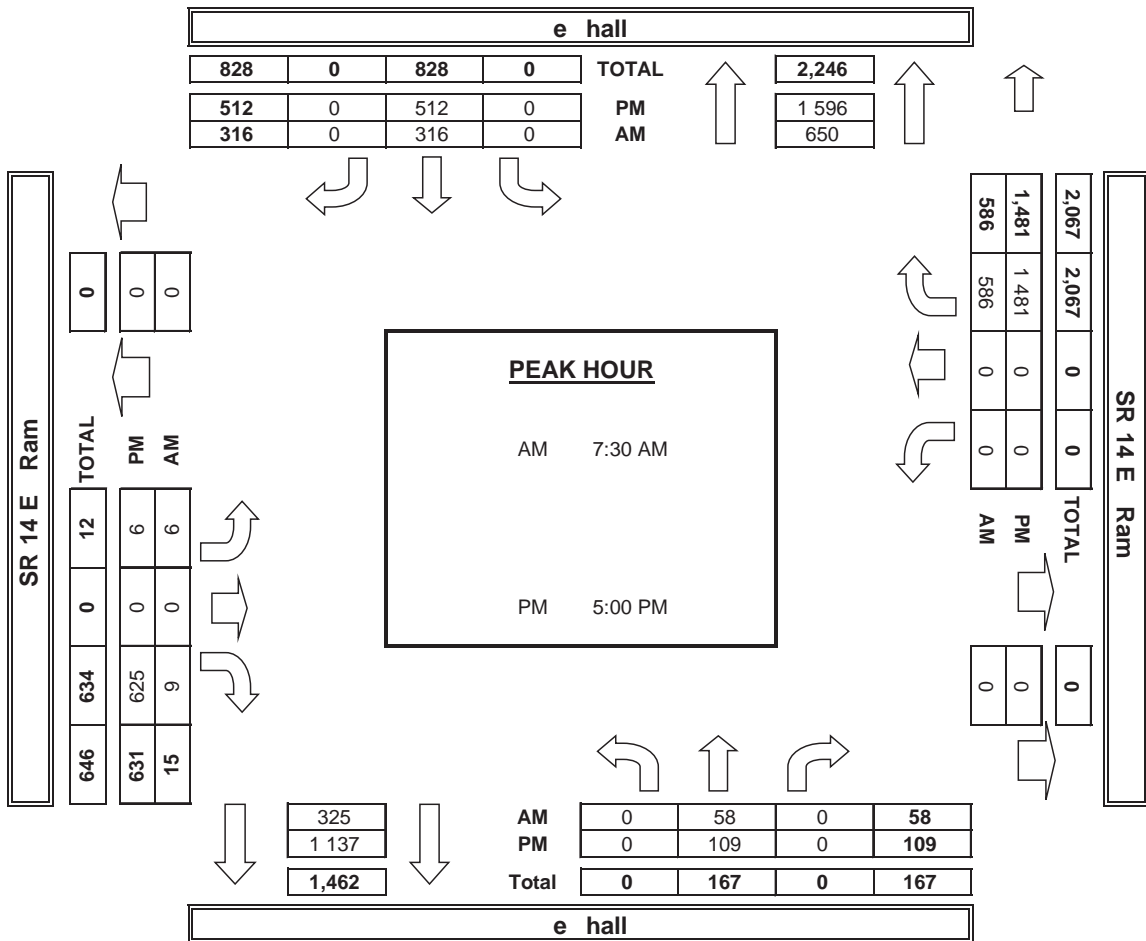 e hall
828 0 828 0 TOTAL 2,246
512 0 512 0 PM 1 596
316 0 316 0 AM 650
SR 14 E Ram
TOTAL 0
PM 0
AM 0
12 0 634 646
6 0 625 631
6 0 9 15
PEAK HOUR
AM 7:30 AM
PM 5:00 PM
2,067 2,067 0 0 TOTAL 0
1,481 1 481 0 0 PM 0
586 586 0 0 AM 0
SR 14 E Ram
325 AM 0 58 0 58
1 137 PM 0 109 0 109
1,462 Total 0 167 0 167
e hall